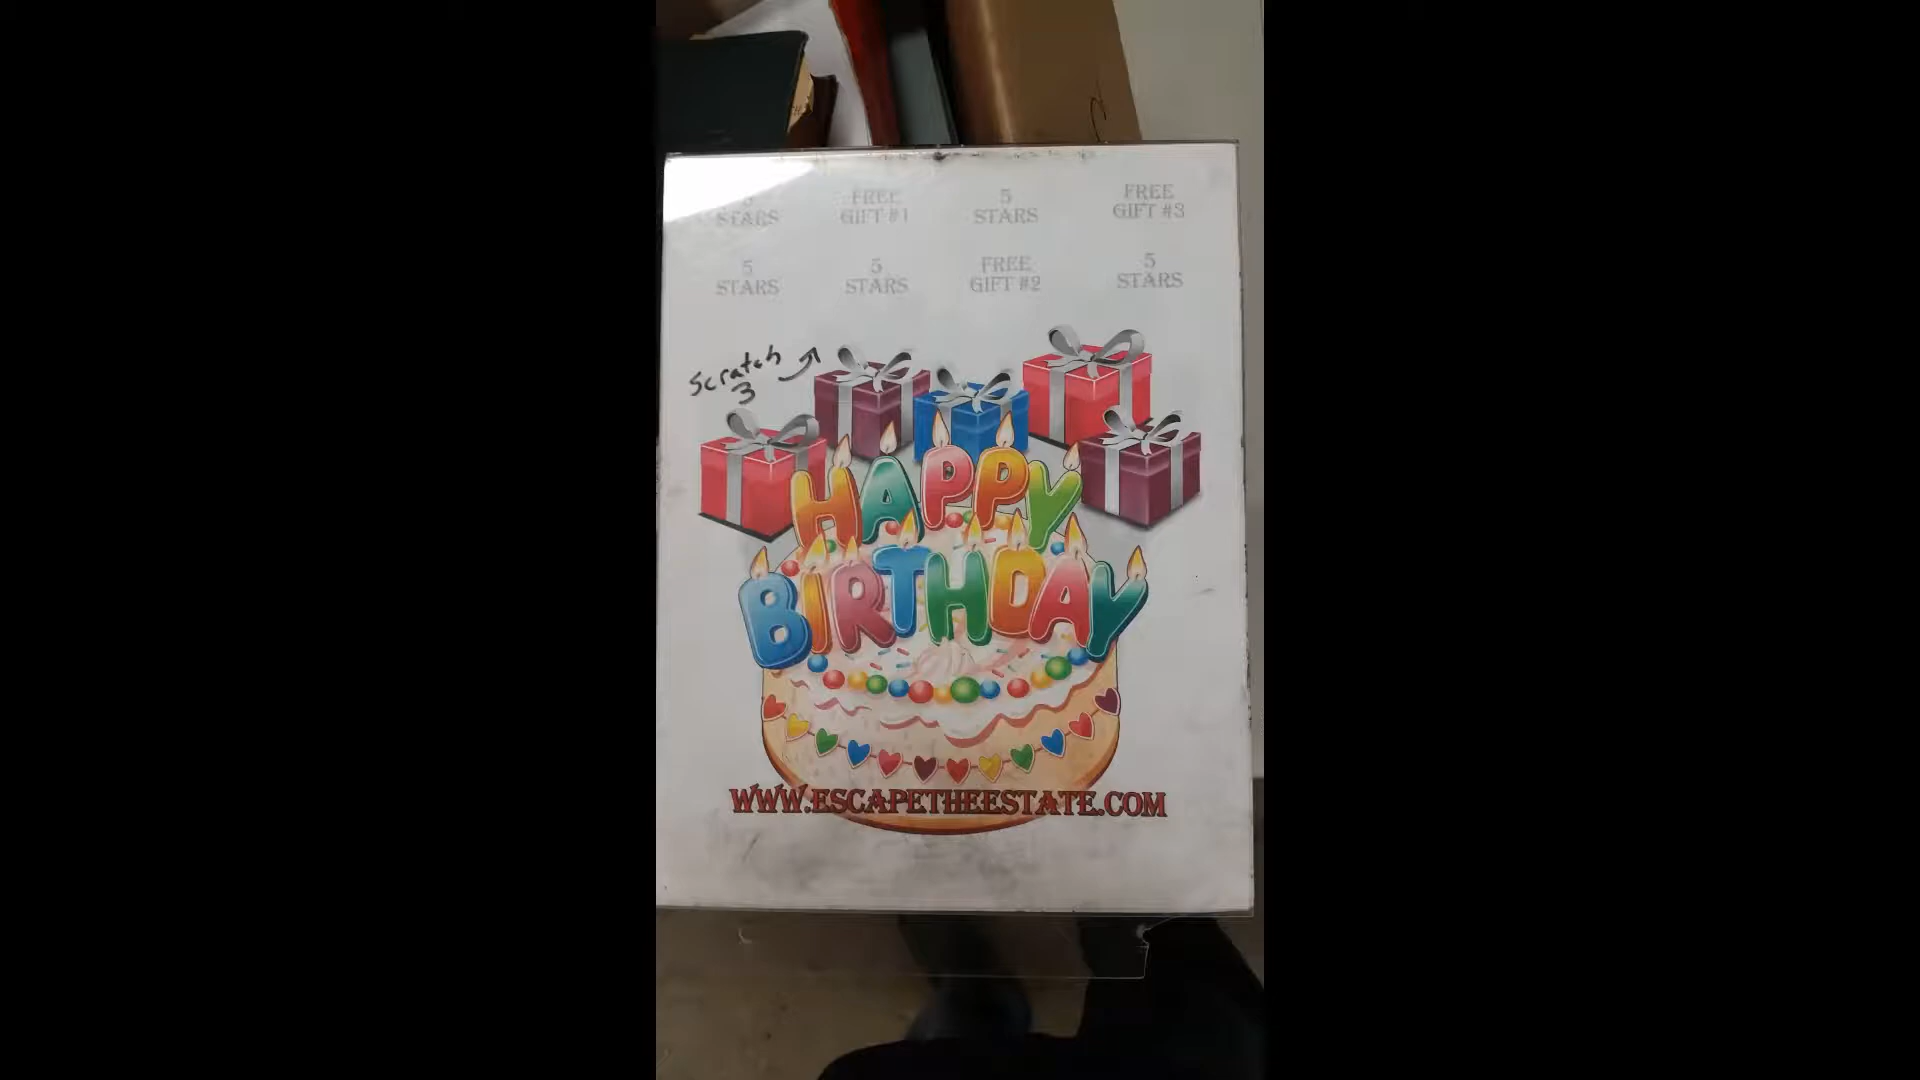 5 STARS
FREE GIFT #1
5 STARS
FREE GIFT #3
5 STARS
5 STARS
FREE GIFT #2
5 STARS
Scratch
3
HAPPY
BIRTHDAY
WWW.ESCAPETHEESTATE.COM